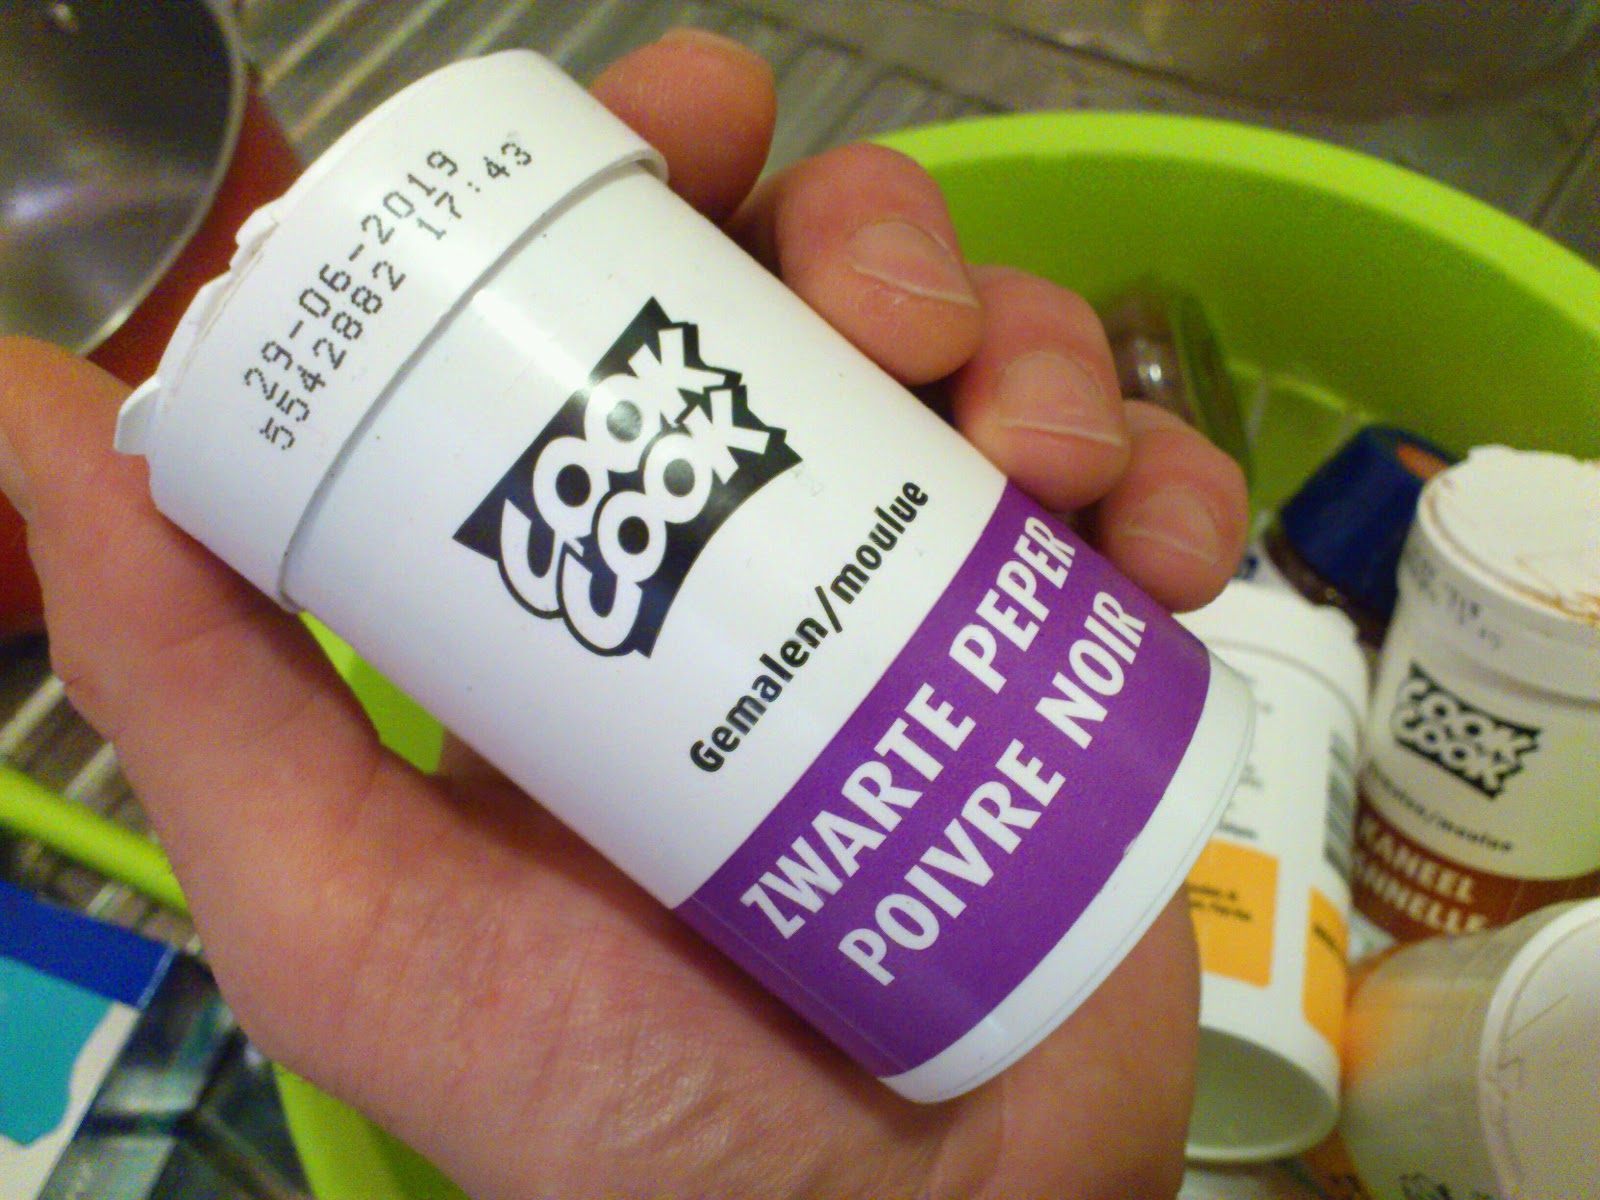 29-06-2019
5542882 17:43
COOK
COOK
Gemalen/moulue
ZWARTE PEPER
POIVRE NOIR
COOK
COOK
KANEEL